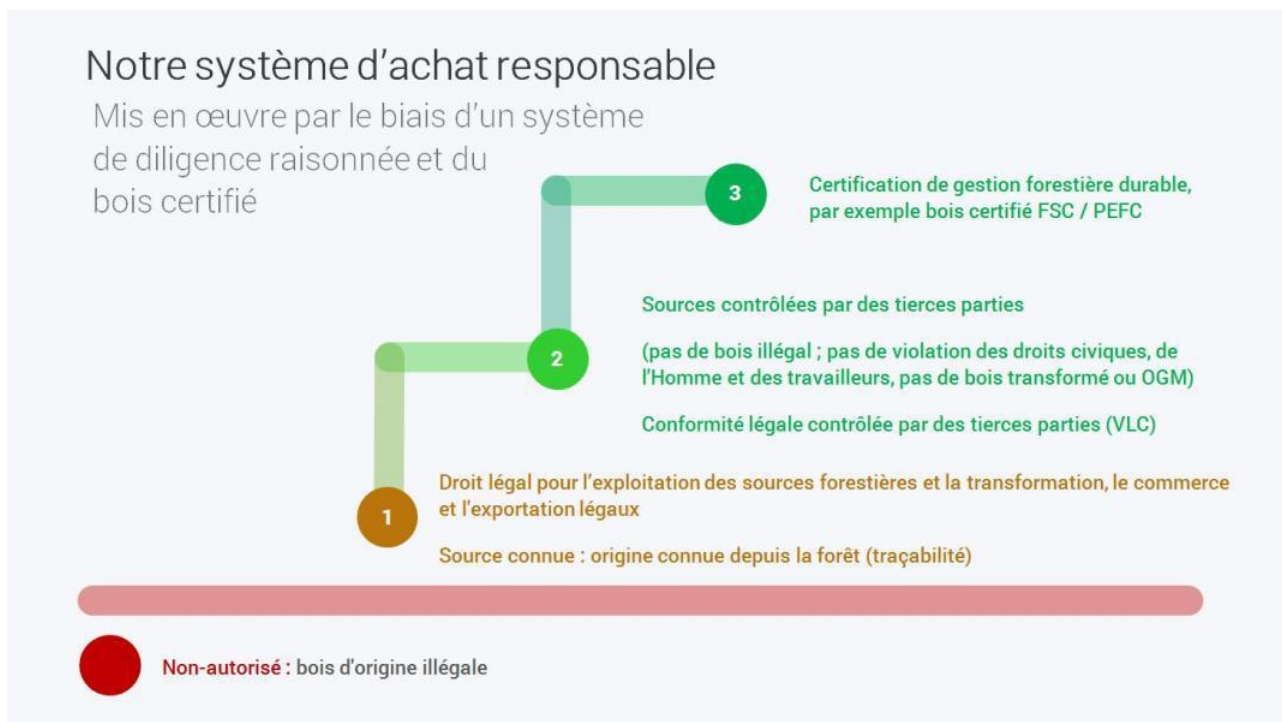 Notre système d'achat responsable
Mis en œuvre par le biais d'un système
de diligence raisonnée et du
bois certifié
3
Certification de gestion forestière durable,
par exemple bois certifié FSC / PEFC
Sources contrôlées par des tierces parties
2
(pas de bois illégal ; pas de violation des droits civiques, de
l'Homme et des travailleurs, pas de bois transformé ou OGM)
Conformité légale contrôlée par des tierces parties (VLC)
1
Droit légal pour l'exploitation des sources forestières et la transformation, le commerce
et l'exportation légaux
Source connue : origine connue depuis la forêt (traçabilité)
Non-autorisé : bois d'origine illégale